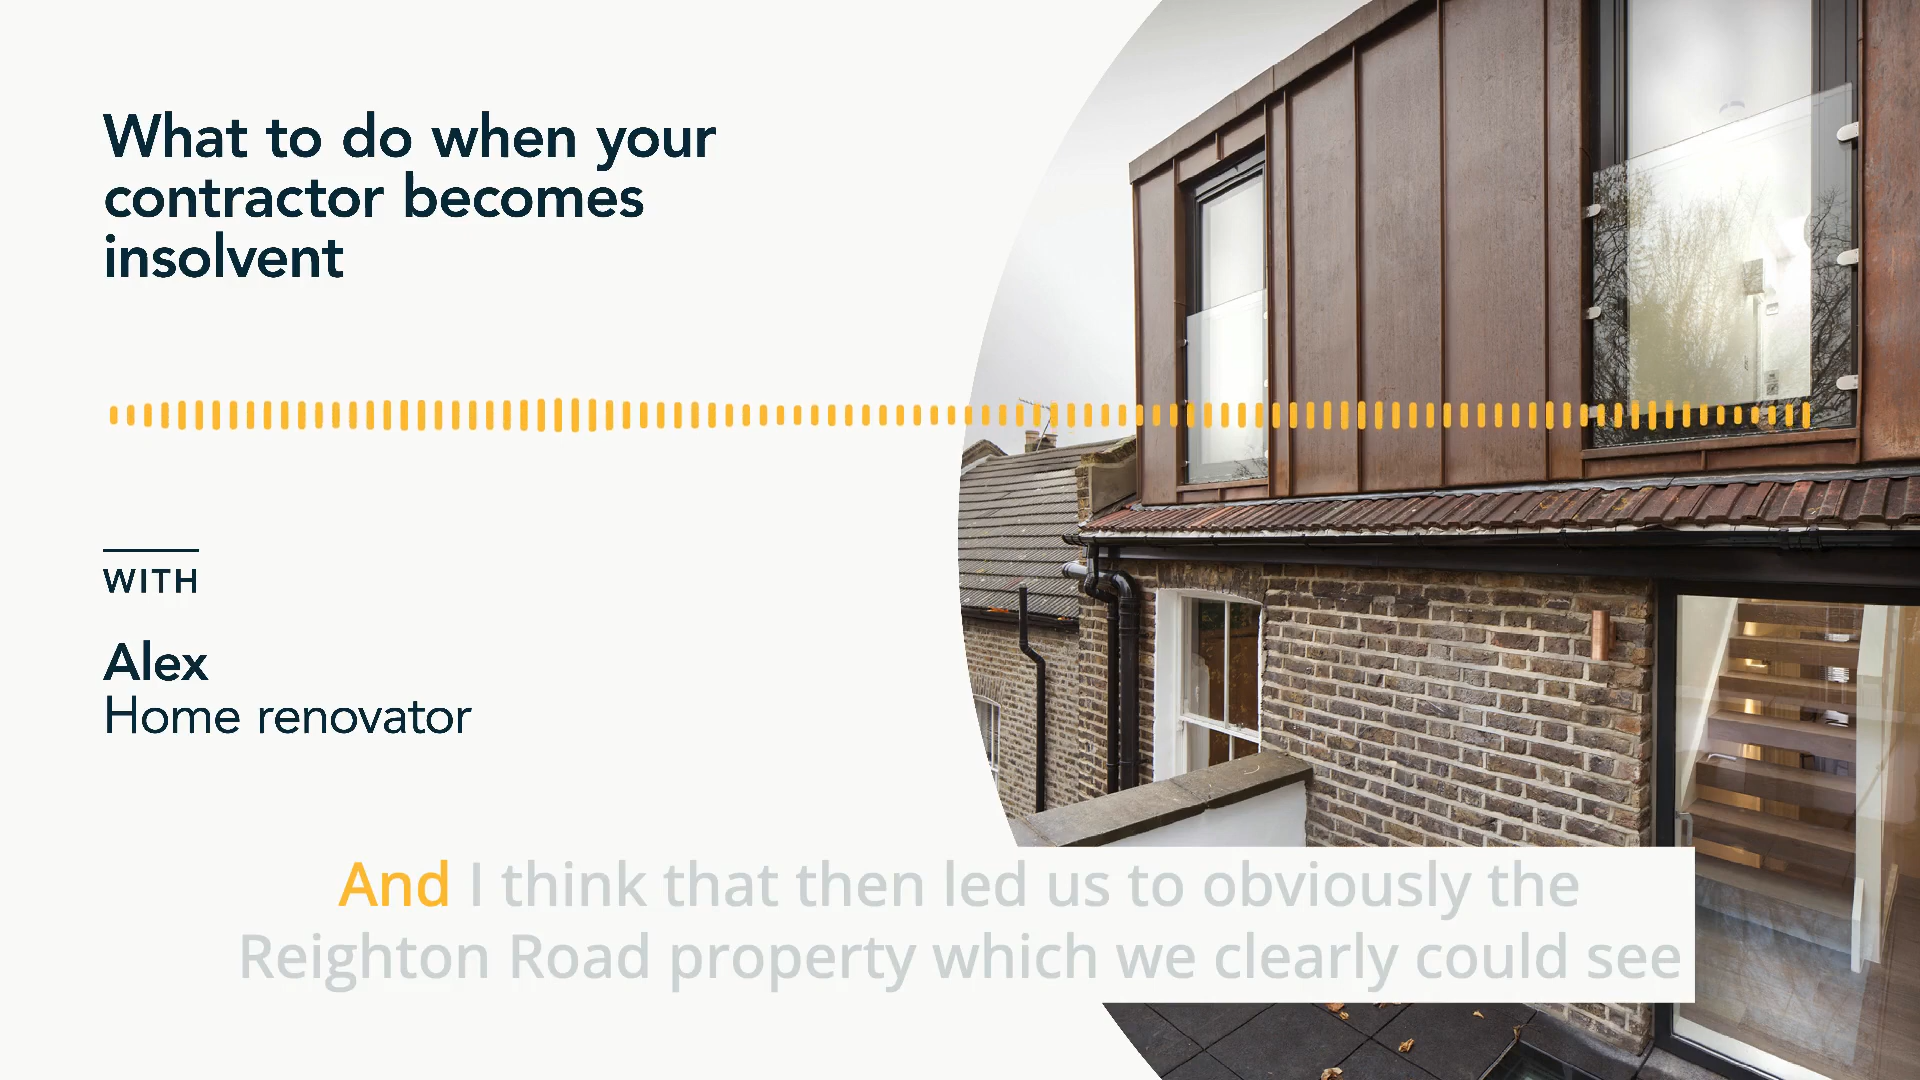 What to do when your
contractor becomes
insolvent
WITH
Alex
Home renovator
And I think that then led us to obviously the
Reighton Road property which we clearly could see